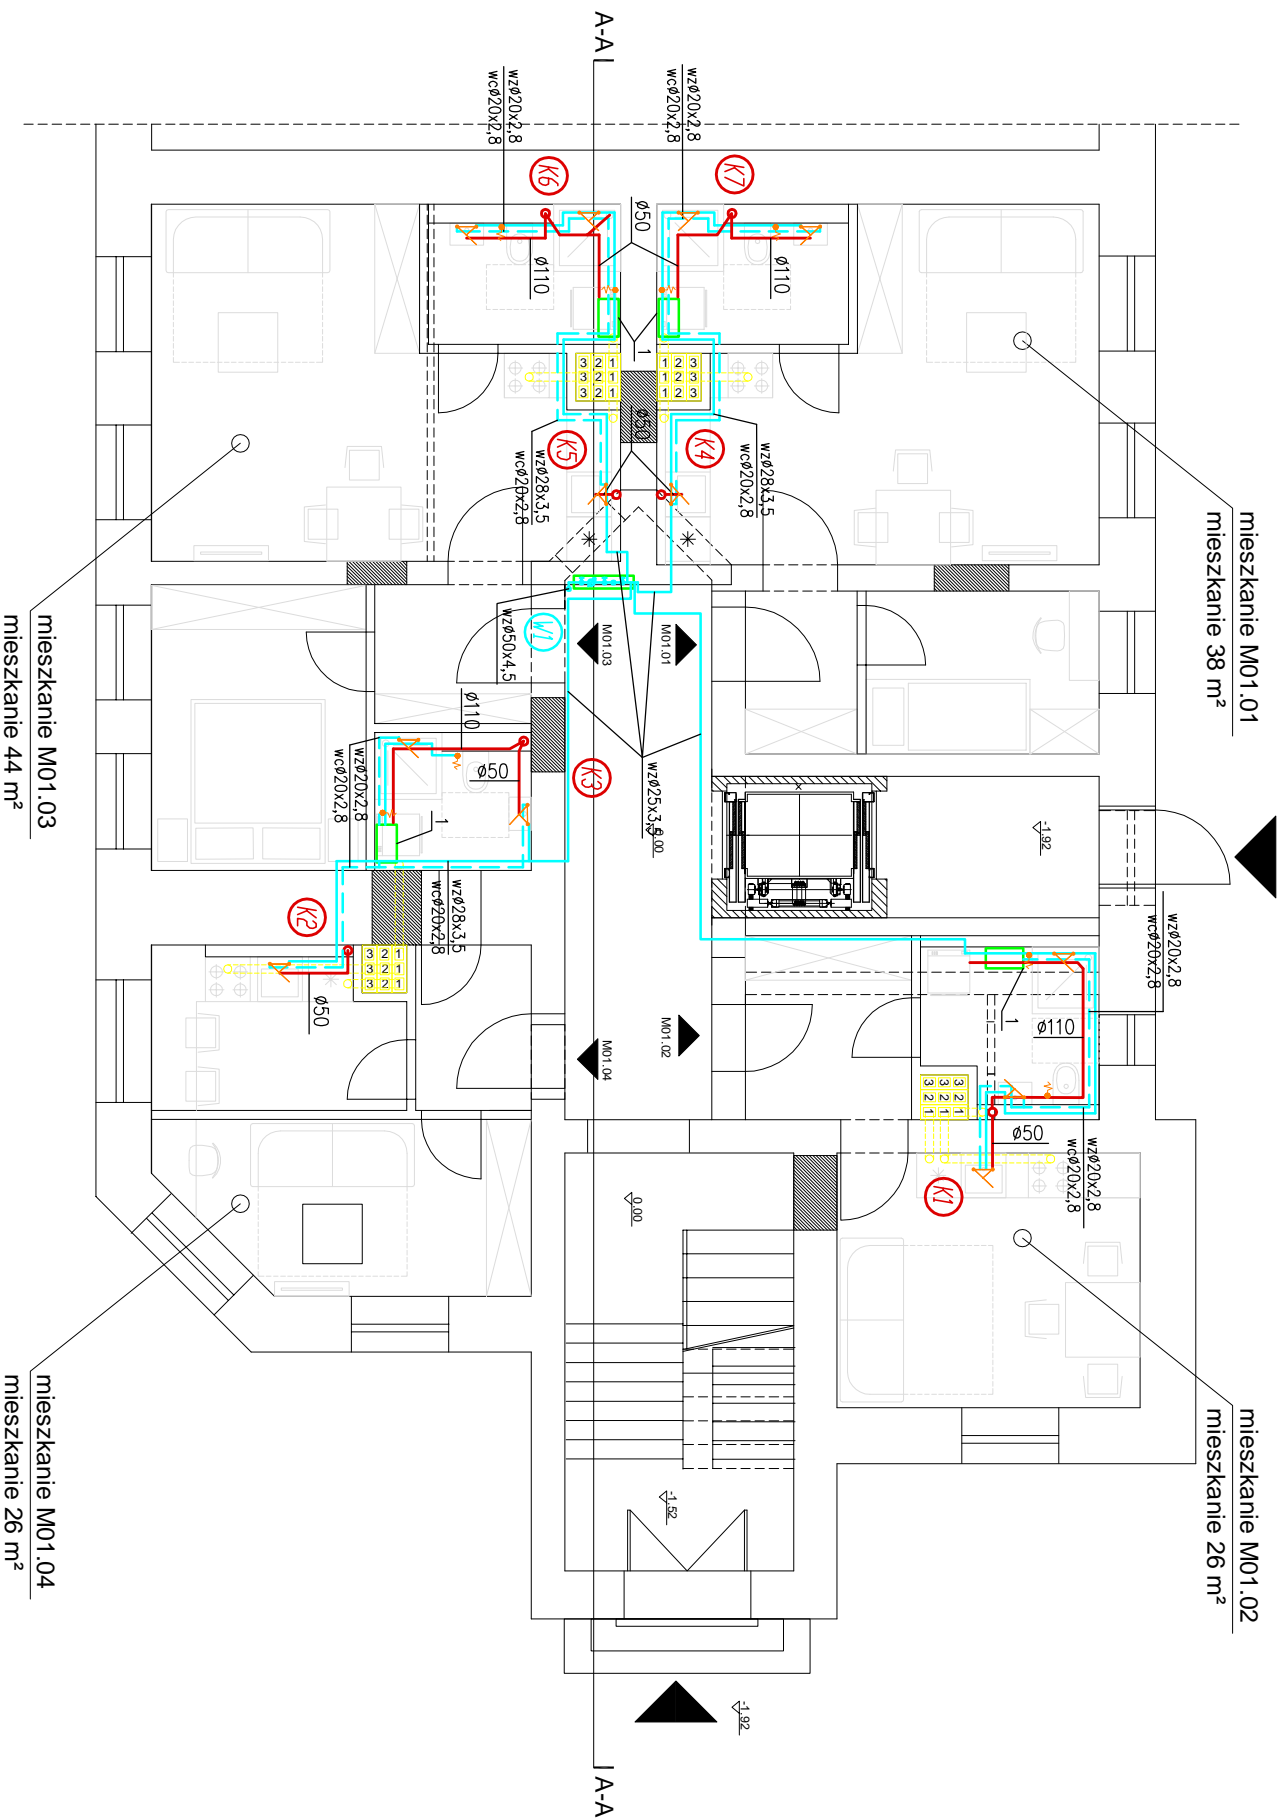 A-A
A-A
mieszkanie M01.01
mieszkanie 38 m²
mieszkanie M01.02
mieszkanie 26 m²
mieszkanie M01.03
mieszkanie 44 m²
mieszkanie M01.04
mieszkanie 26 m²
wzø20x2,8
wcø20x2,8
wzø20x2,8
wcø20x2,8
K6
K7
ø50
ø110
ø110
1
3 2 1
3 2 1
3 2 1
1 2 3
1 2 3
1 2 3
ø50
K5
K4
wzø28x3,5
wcø20x2,8
wzø28x3,5
wcø20x2,8
W1
wzø50x4,5
M01.03
M01.01
wzø25x3,5
0.00
K3
ø110
ø50
wzø20x2,8
wcø20x2,8
1
-1.92
wzø28x3,5
wcø20x2,8
K2
3 2 1
3 2 1
3 2 1
ø50
M01.04
M01.02
wzø20x2,8
wcø20x2,8
1
ø110
3 3 3
2 2 2
1 1 1
ø50
wzø20x2,8
wcø20x2,8
K1
0.00
-1.52
-1.92